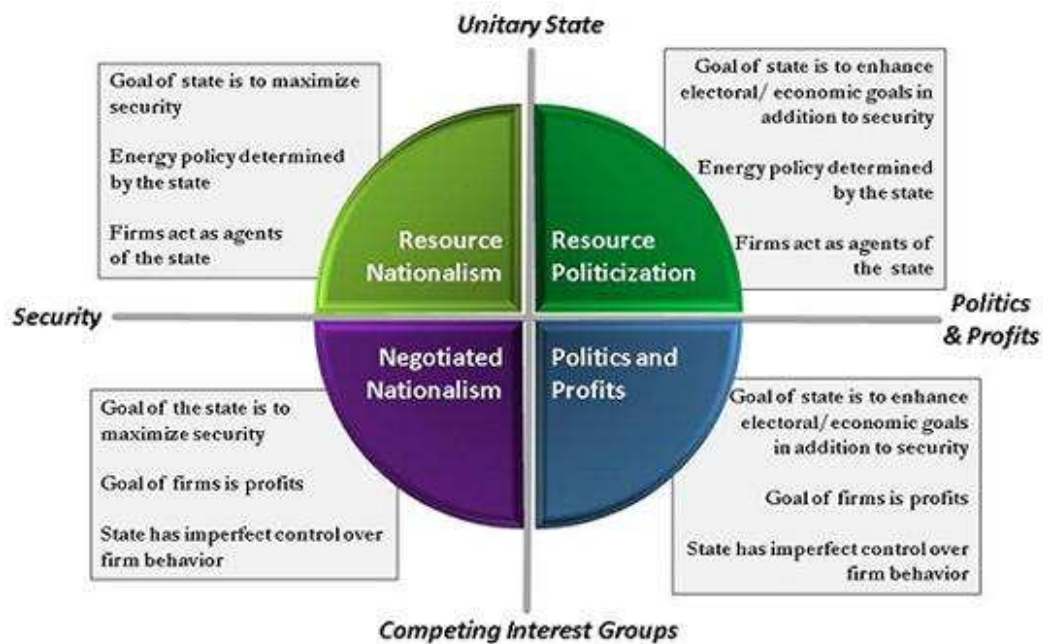 Unitary State
Goal of state is to maximize
security
Energy policy determined
by the state
Firms act as agents
of the state
Goal of state is to enhance
electoral/ economic goals in
addition to security
Energy policy determined
by the state
Firms act as agents of
the state
Resource
Nationalism
Resource
Politicization
Security
Politics
& Profits
Negotiated
Nationalism
Politics and
Profits
Goal of the state is to
maximize security
Goal of firms is profits
State has imperfect control over
firm behavior
Goal of state is to enhance
electoral/economic goals
in addition to security
Goal of firms is profits
State has imperfect control over
firm behavior
Competing Interest Groups